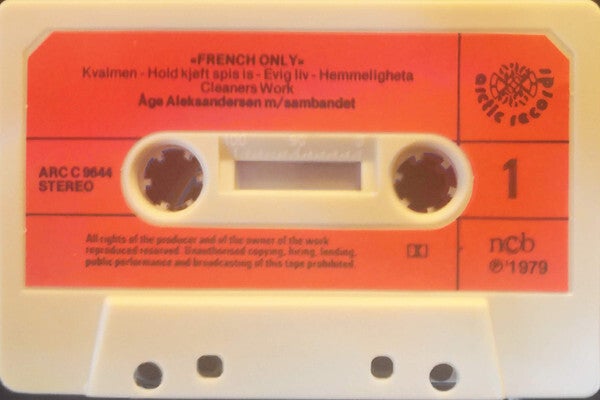 «FRENCH ONLY»
Kvalmen - Hold kjeft spis is - Evig liv - Hemmeligheta
Cleaners Work
Åge Aleksandersen m/sambandet
arctic records
ARC C 9644
STEREO
100 50
1
All rights of the producer and of the owner of the work
reproduced reserved. Unauthorised copying, hiring, lending,
public performance and broadcasting of this tape prohibited.
ncb
℗ 1979